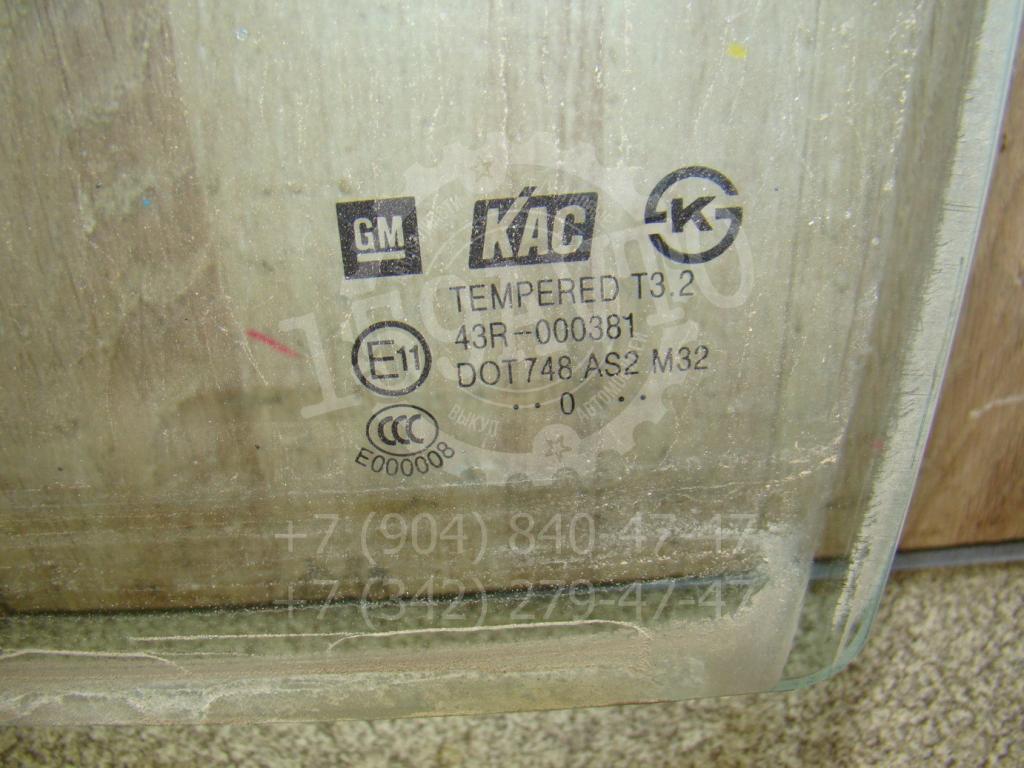 GM KAC K
TEMPERED T3.2
43R-000381
E11
DOT748 AS2 M32
.. 0 ..
CCC
E000008
ВЫКУП
+7 (904) 840-47-47
+7 (342) 279-47-47